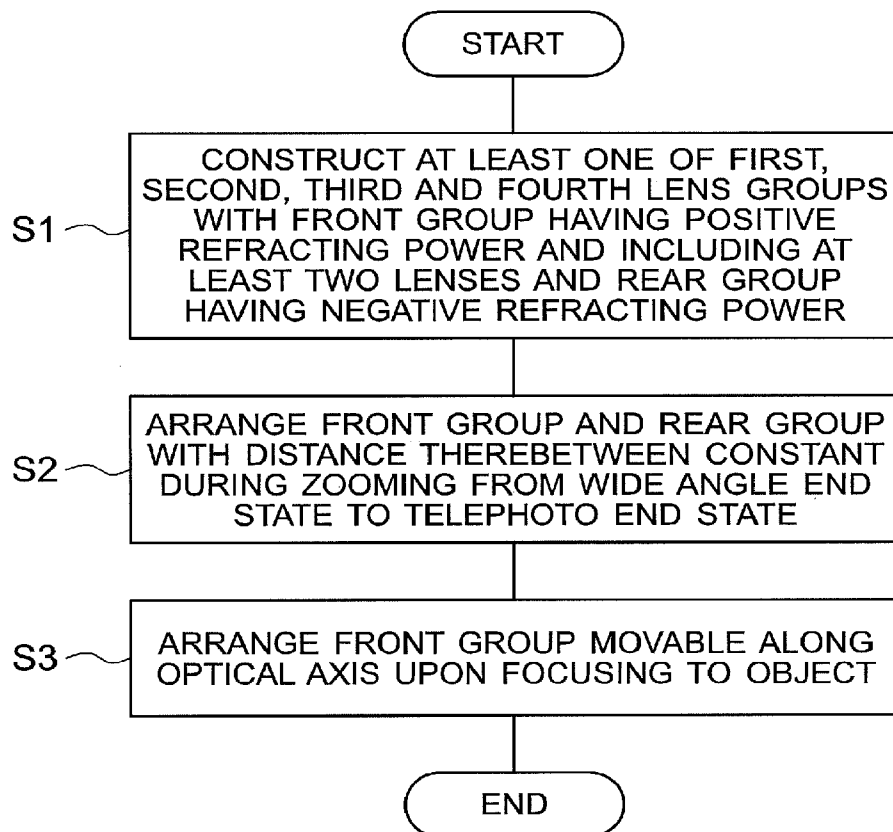 START
S1
CONSTRUCT AT LEAST ONE OF FIRST,
SECOND, THIRD AND FOURTH LENS GROUPS
WITH FRONT GROUP HAVING POSITIVE
REFRACTING POWER AND INCLUDING AT
LEAST TWO LENSES AND REAR GROUP
HAVING NEGATIVE REFRACTING POWER
S2
ARRANGE FRONT GROUP AND REAR GROUP
WITH DISTANCE THEREBETWEEN CONSTANT
DURING ZOOMING FROM WIDE ANGLE END
STATE TO TELEPHOTO END STATE
S3
ARRANGE FRONT GROUP MOVABLE ALONG
OPTICAL AXIS UPON FOCUSING TO OBJECT
END